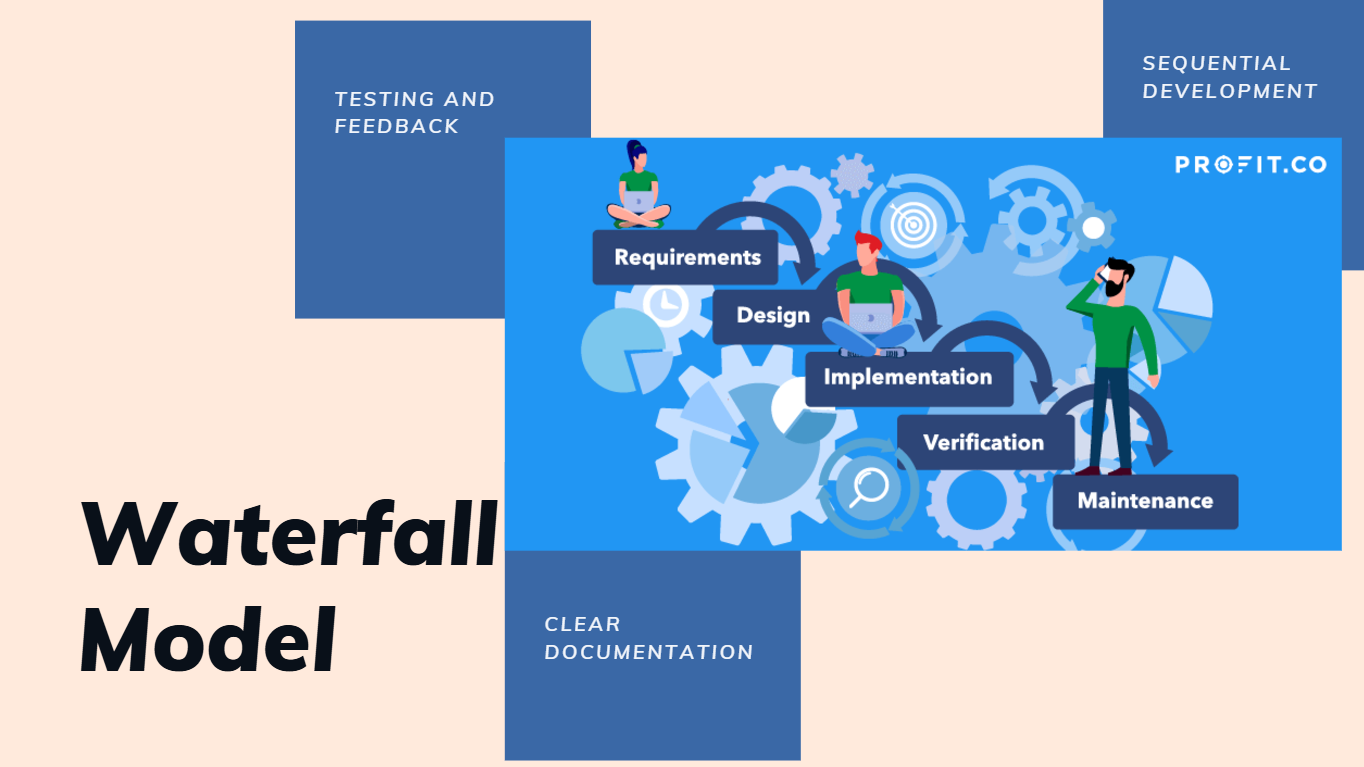 TESTING AND
FEEDBACK
SEQUENTIAL
DEVELOPMENT
PROFIT.CO
Requirements
Design
Implementation
Verification
Maintenance
Waterfall
Model
CLEAR
DOCUMENTATION